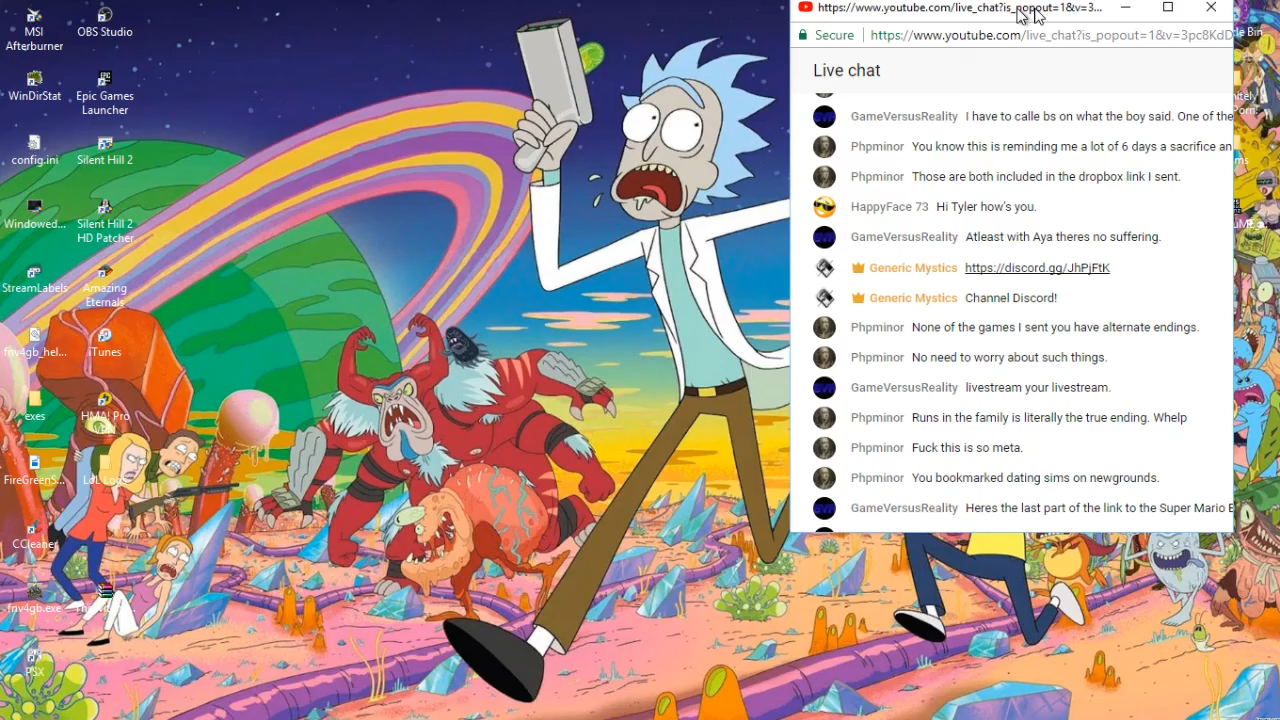 MSI
Afterburner
OBS Studio
WinDirStat
Epic Games
Launcher
config.ini
Silent Hill 2
Windowed...
Silent Hill 2
HD Patcher
StreamLabels
Amazing
Eternals
fnv4gb_hel...
iTunes
exes
HMA! Pro
FireGreenS...
CCleaner
fnv4gb.exe
PSX
https://www.youtube.com/live_chat?is_popout=1&v=3...
Secure
https://www.youtube.com/live_chat?is_popout=1&v=3pc8KdD
Live chat
GameVersusReality I have to calle bs on what the boy said. One of the
Phpminor You know this is reminding me a lot of 6 days a sacrifice an
Phpminor Those are both included in the dropbox link I sent.
HappyFace 73 Hi Tyler how's you.
GameVersusReality Atleast with Aya theres no suffering.
Generic Mystics https://discord.gg/JhPjFtK
Generic Mystics Channel Discord!
Phpminor None of the games I sent you have alternate endings.
Phpminor No need to worry about such things.
GameVersusReality livestream your livestream.
Phpminor Runs in the family is literally the true ending. Whelp
Phpminor Fuck this is so meta.
Phpminor You bookmarked dating sims on newgrounds.
GameVersusReality Heres the last part of the link to the Super Mario